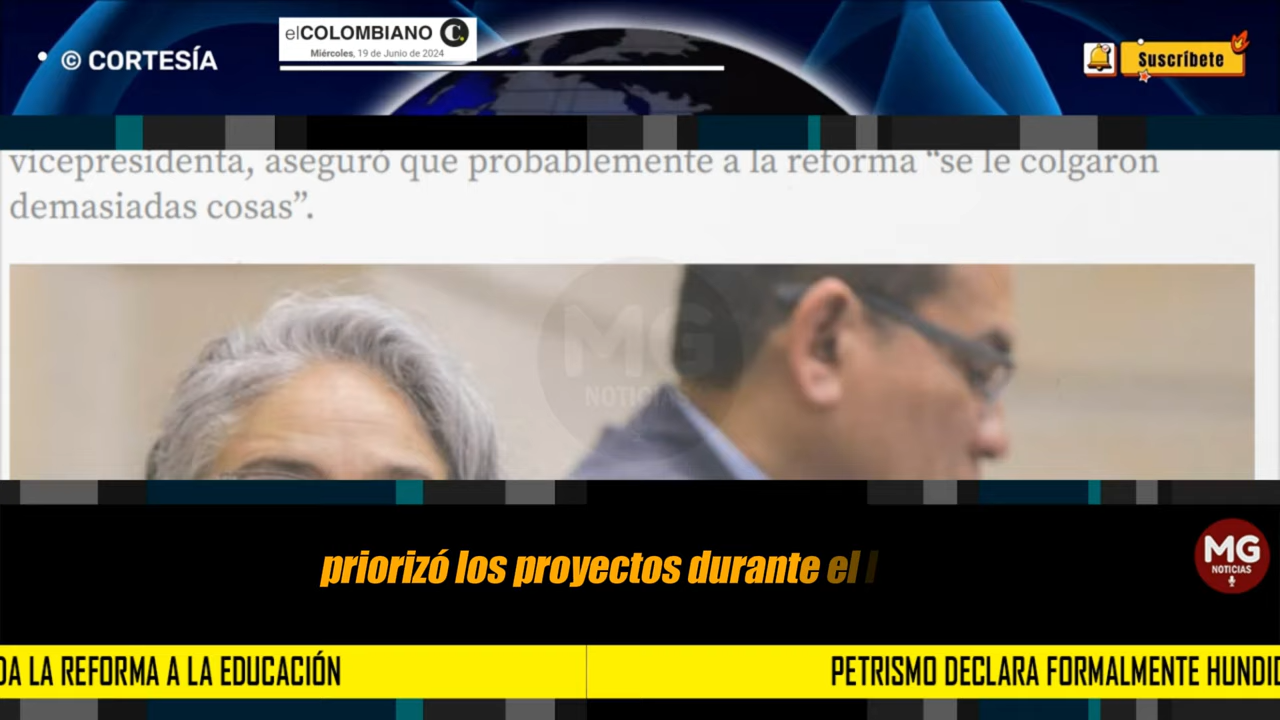 © CORTESÍA
elCOLOMBIANO C
Miércoles, 19 de Junio de 2024
Suscríbete
vicepresidenta, aseguró que probablemente a la reforma “se le colgaron
demasiadas cosas”.
MG
NOTICIAS
priorizó los proyectos durante el
MG
NOTICIAS
DA LA REFORMA A LA EDUCACIÓN
PETRISMO DECLARA FORMALMENTE HUNDI